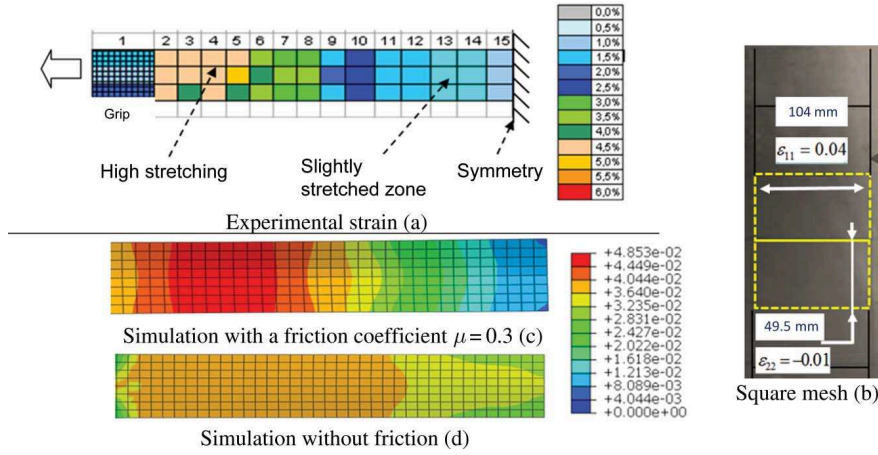 1 2 3 4 5 6 7 8 9 10 11 12 13 14 15
0,0%
0,5%
1,0%
1,5%
2,0%
2,5%
3,0%
3,5%
4,0%
4,5%
5,0%
5,5%
6,0%
Grip
High stretching
Slightly
stretched zone
Symmetry
Experimental strain (a)
+4.853e-02
+4.449e-02
+4.044e-02
+3.640e-02
+3.235e-02
+2.831e-02
+2.427e-02
+2.022e-02
+1.618e-02
+1.213e-02
+8.089e-03
+4.044e-03
+0.000e+00
Simulation with a friction coefficient μ = 0.3 (c)
Simulation without friction (d)
104 mm
ε11 = 0.04
49.5 mm
ε22 = -0.01
Square mesh (b)